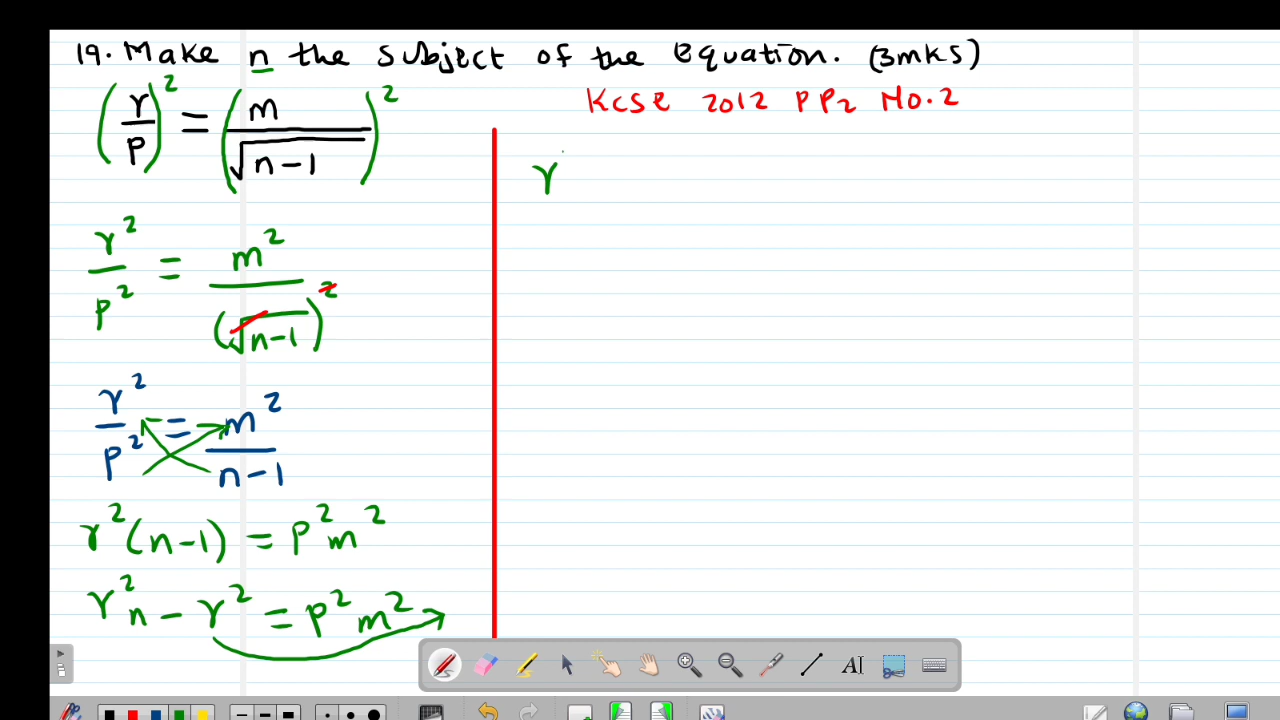 19. Make n the subject of the equation. (3mks)
KCSE 2012 PP2 No.2
(r/p)² = (m/√(n-1))²
r²/p² = m²/(√(n-1))²
r²/p² = m²/(n-1)
r²(n-1) = p²m²
r²n - r² = p²m²
r
AI